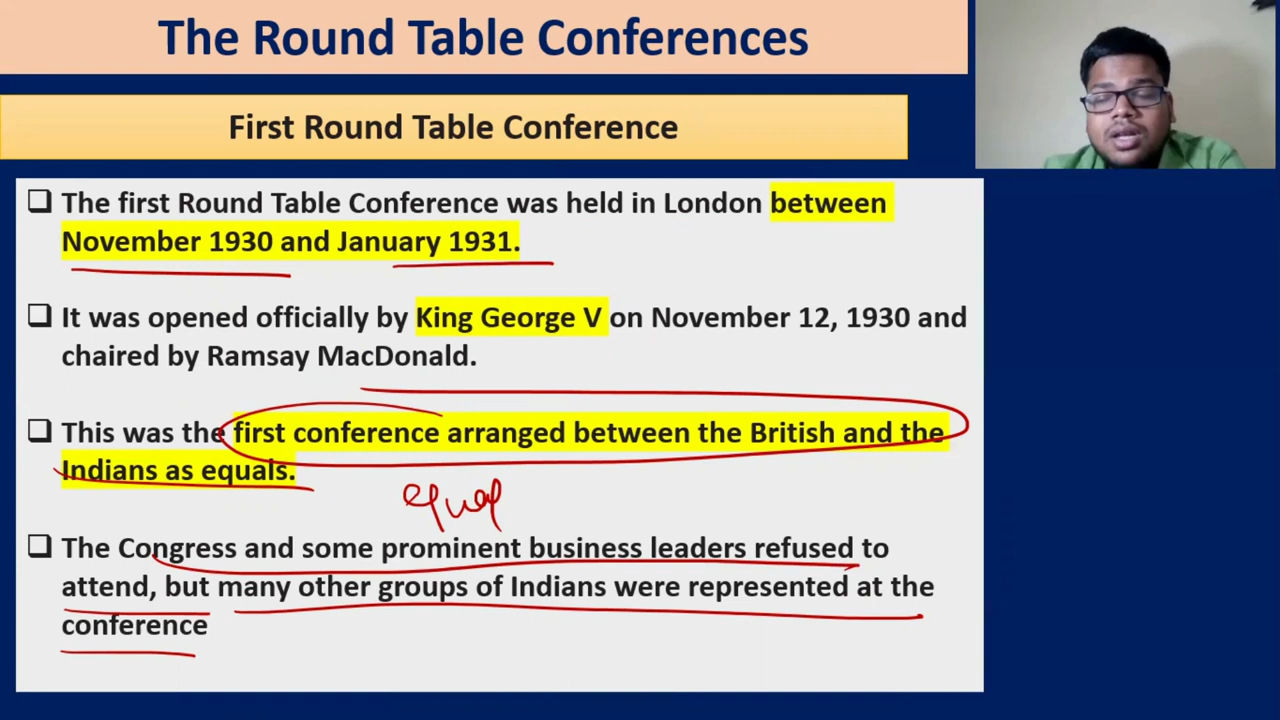 The Round Table Conferences
First Round Table Conference
❑ The first Round Table Conference was held in London between
November 1930 and January 1931.
❑ It was opened officially by King George V on November 12, 1930 and
chaired by Ramsay MacDonald.
❑ This was the first conference arranged between the British and the
Indians as equals.
equal
❑ The Congress and some prominent business leaders refused to
attend, but many other groups of Indians were represented at the
conference